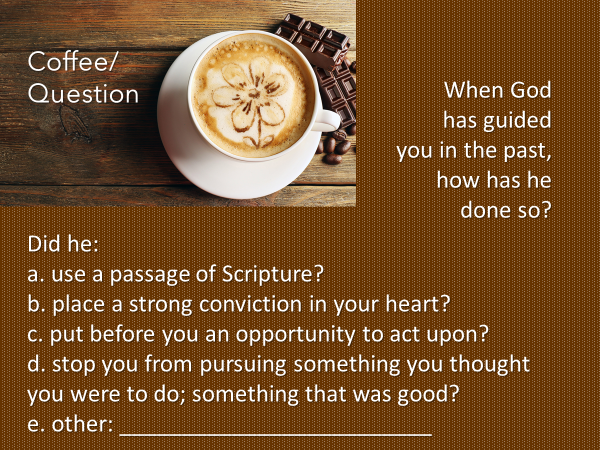 Coffee/
Question
When God
has guided
you in the past,
how has he
done so?
Did he:
a. use a passage of Scripture?
b. place a strong conviction in your heart?
c. put before you an opportunity to act upon?
d. stop you from pursuing something you thought
you were to do; something that was good?
e. other: __________________________